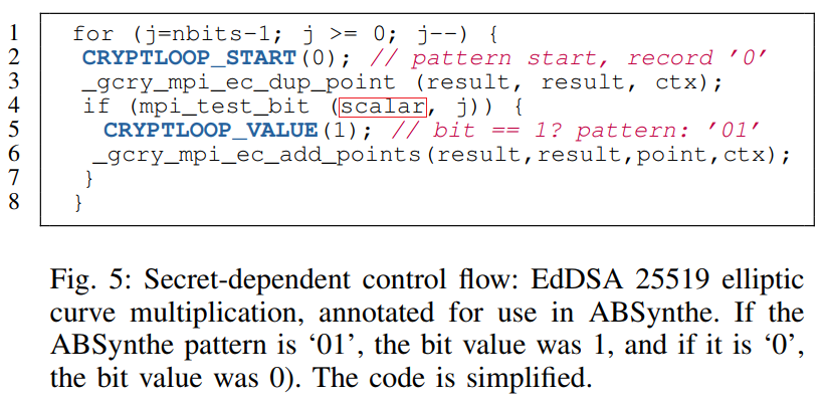 1 for (j=nbits-1; j >= 0; j--) {
2 CRYPTLOOP_START(0); // pattern start, record '0'
3 _gcry_mpi_ec_dup_point (result, result, ctx);
4 if (mpi_test_bit (scalar, j)) {
5 CRYPTLOOP_VALUE(1); // bit == 1? pattern: '01'
6 _gcry_mpi_ec_add_points(result,result,point,ctx);
7 }
8 }
Fig. 5: Secret-dependent control flow: EdDSA 25519 elliptic
curve multiplication, annotated for use in ABSynthe. If the
ABSynthe pattern is ‘01’, the bit value was 1, and if it is ‘0’,
the bit value was 0). The code is simplified.